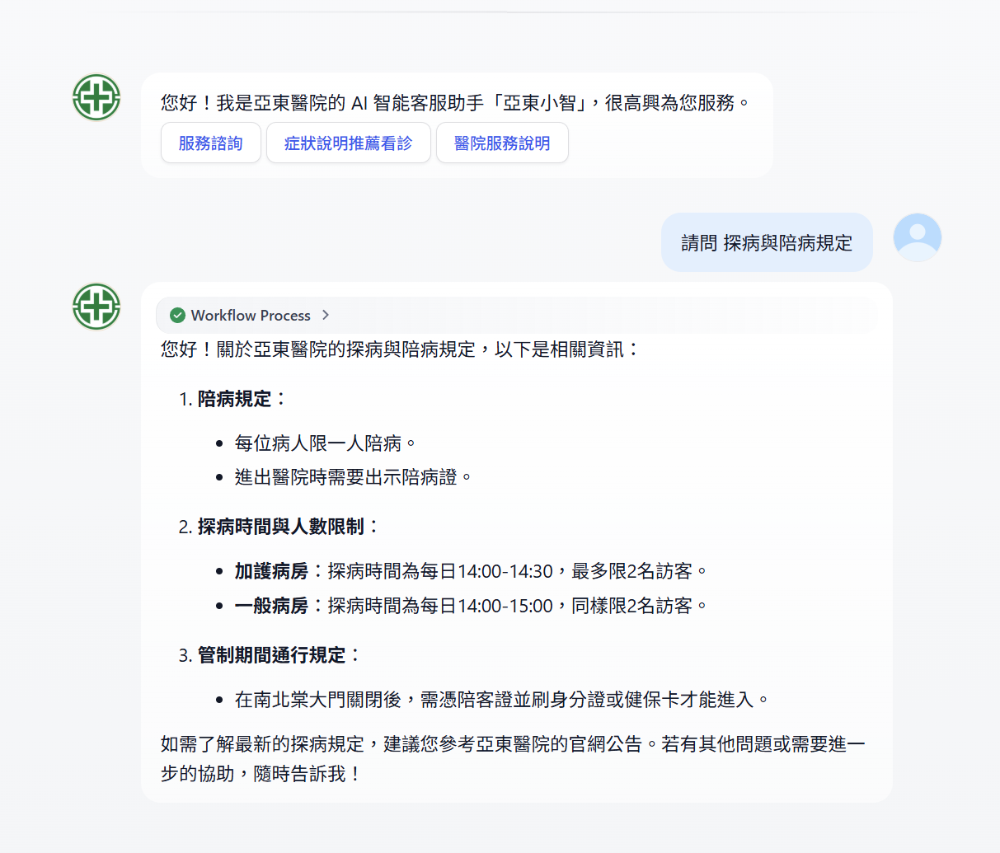 您好！我是亞東醫院的 AI 智能客服助手「亞東小智」，很高興為您服務。
服務諮詢 症狀說明推薦看診 醫院服務說明
請問 探病與陪病規定
Workflow Process
您好！關於亞東醫院的探病與陪病規定，以下是相關資訊：
1. 陪病規定：
• 每位病人限一人陪病。
• 進出醫院時需要出示陪病證。
2. 探病時間與人數限制：
• 加護病房：探病時間為每日14:00-14:30，最多限2名訪客。
• 一般病房：探病時間為每日14:00-15:00，同樣限2名訪客。
3. 管制期間通行規定：
• 在南北棠大門關閉後，需憑陪客證並刷身分證或健保卡才能進入。
如需了解最新的探病規定，建議您參考亞東醫院的官網公告。若有其他問題或需要進一
步的協助，隨時告訴我！